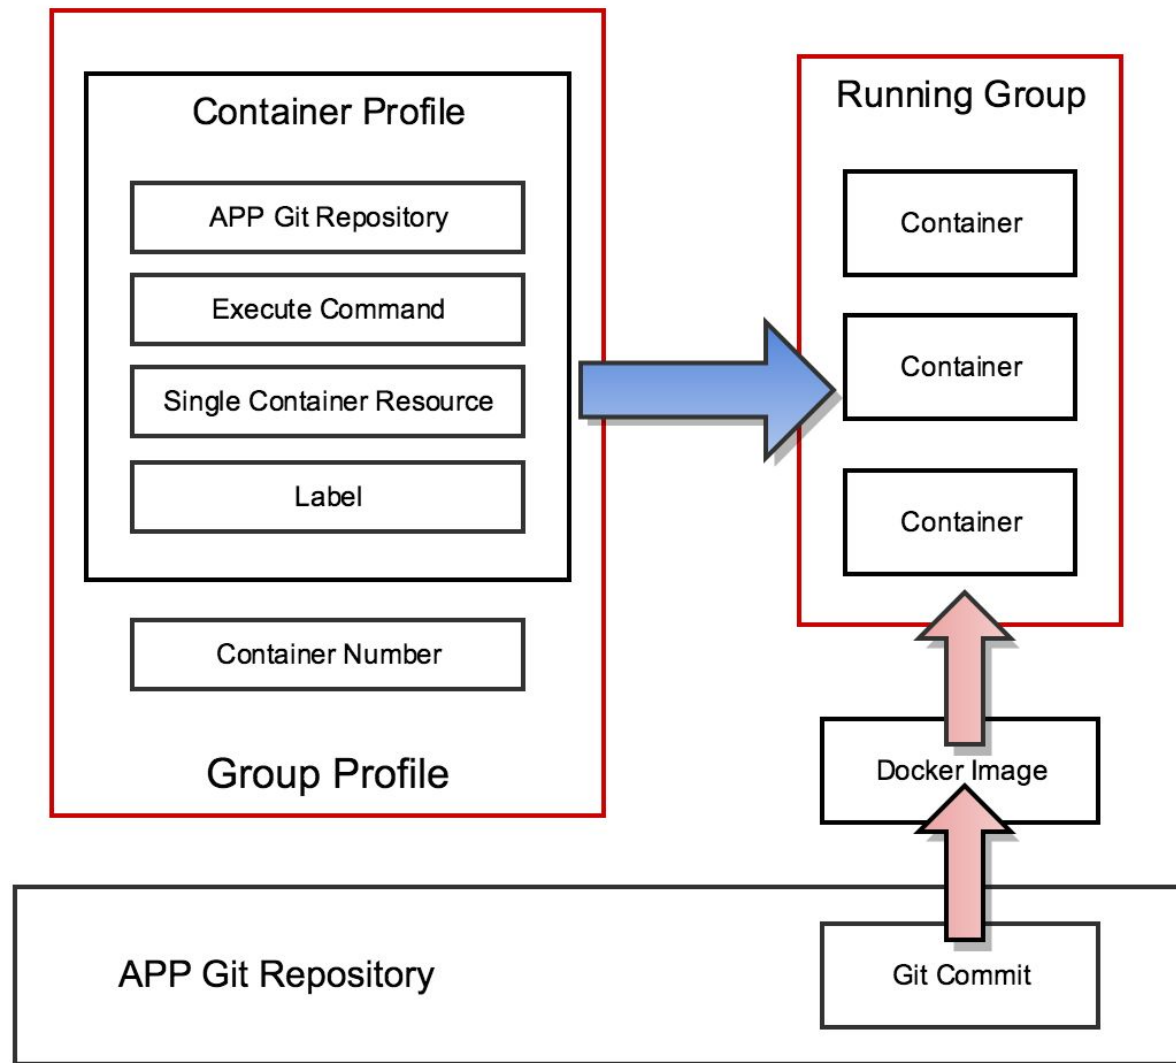 Container Profile
APP Git Repository
Execute Command
Single Container Resource
Label
Container Number
Group Profile
Running Group
Container
Container
Container
Docker Image
APP Git Repository
Git Commit